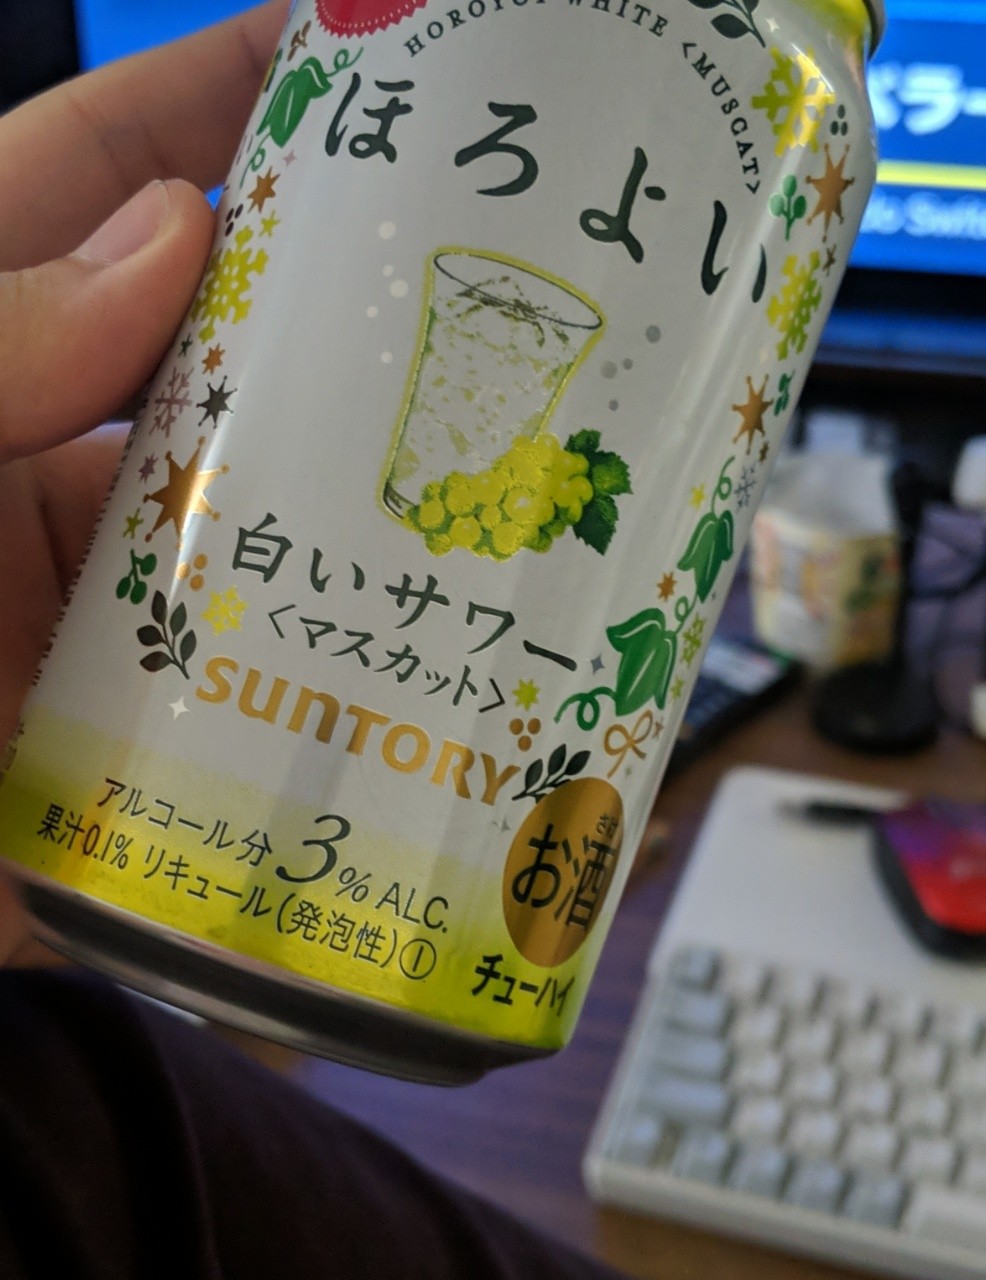 HOROYOI WHITE <MUSCAT>
ほろよい
白いサワー
<マスカット>
SUNTORY
アルコール分 3% ALC.
果汁0.1% リキュール(発泡性)①
さけ
お酒
チューハイ